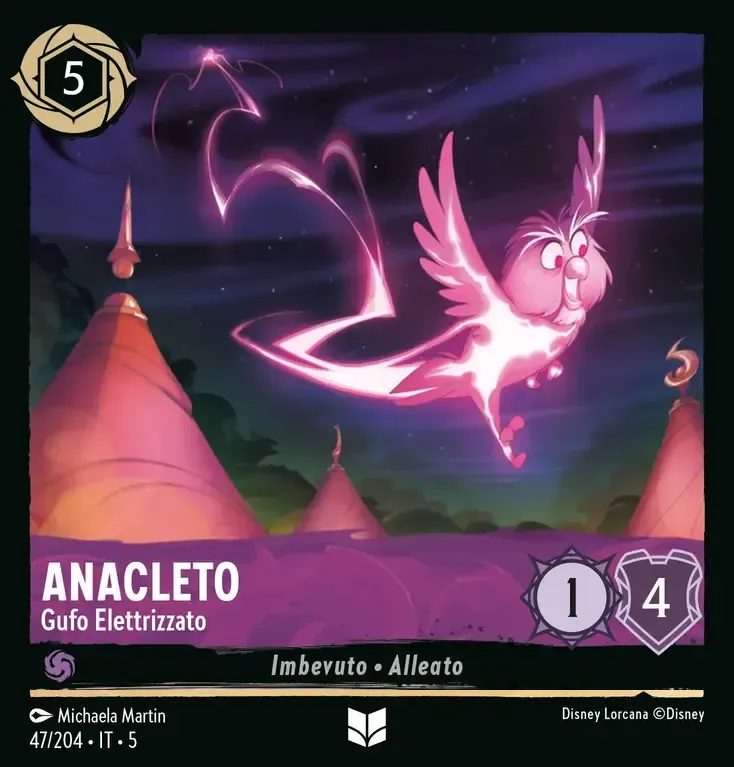 5
ANACLETO
Gufo Elettrizzato
1
4
Imbevuto • Alleato
Michaela Martin
Disney Lorcana ©Disney
47/204 • IT • 5